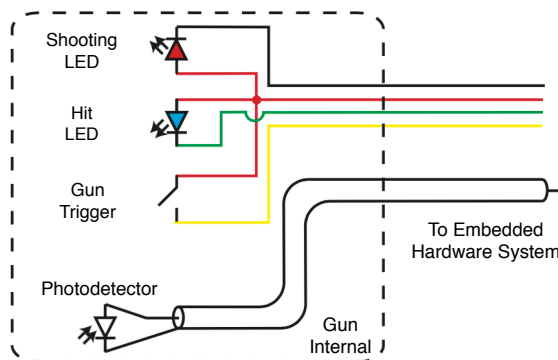 Shooting
LED
Hit
LED
Gun
Trigger
To Embedded
Hardware System
Photodetector
Gun
Internal